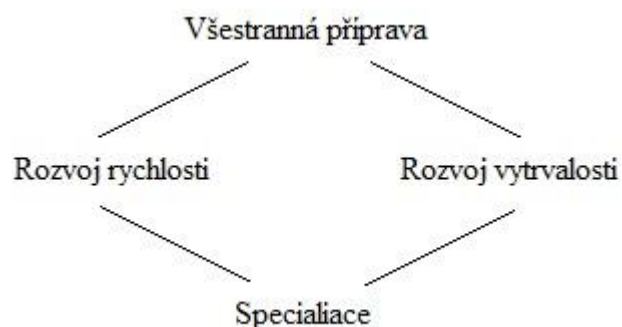 Všestranná příprava
Rozvoj rychlosti
Rozvoj vytrvalosti
Specialiace